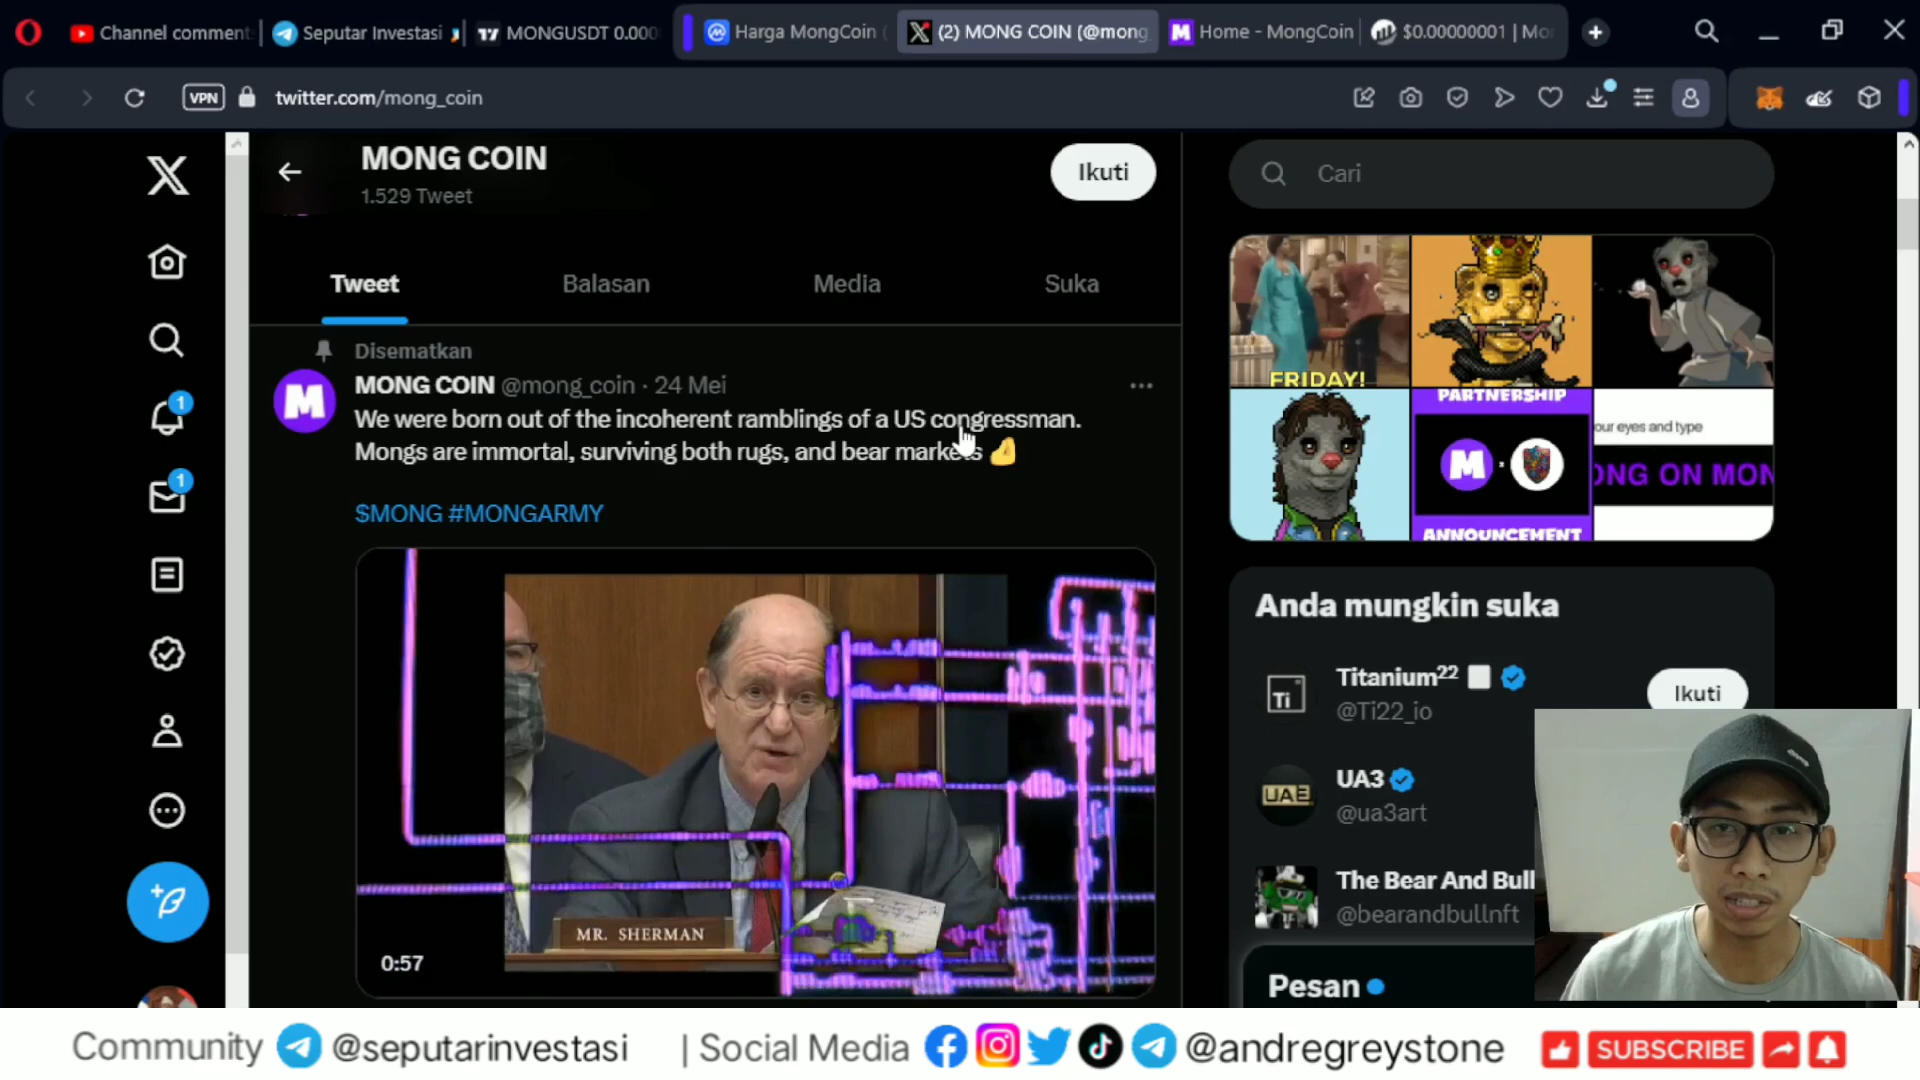 Channel comment
Seputar Investasi
MONGUSDT 0.000
Harga MongCoin (
(2) MONG COIN (@mong_
Home - MongCoin
$0.00000001 | Mo
VPN
twitter.com/mong_coin
MONG COIN
1.529 Tweet
Ikuti
Cari
Tweet
Balasan
Media
Suka
Disematkan
MONG COIN @mong_coin · 24 Mei
We were born out of the incoherent ramblings of a US congressman.
Mongs are immortal, surviving both rugs, and bear markets
$MONG #MONGARMY
MR. SHERMAN
0:57
FRIDAY!
PARTNERSHIP
M
ANNOUNCEMENT
our eyes and type
ONG ON MON
Anda mungkin suka
Titanium²²
@Ti22_io
Ikuti
UA3
@ua3art
The Bear And Bull
@bearandbullnft
Pesan
Community @seputarinvestasi | Social Media @andregreystone SUBSCRIBE